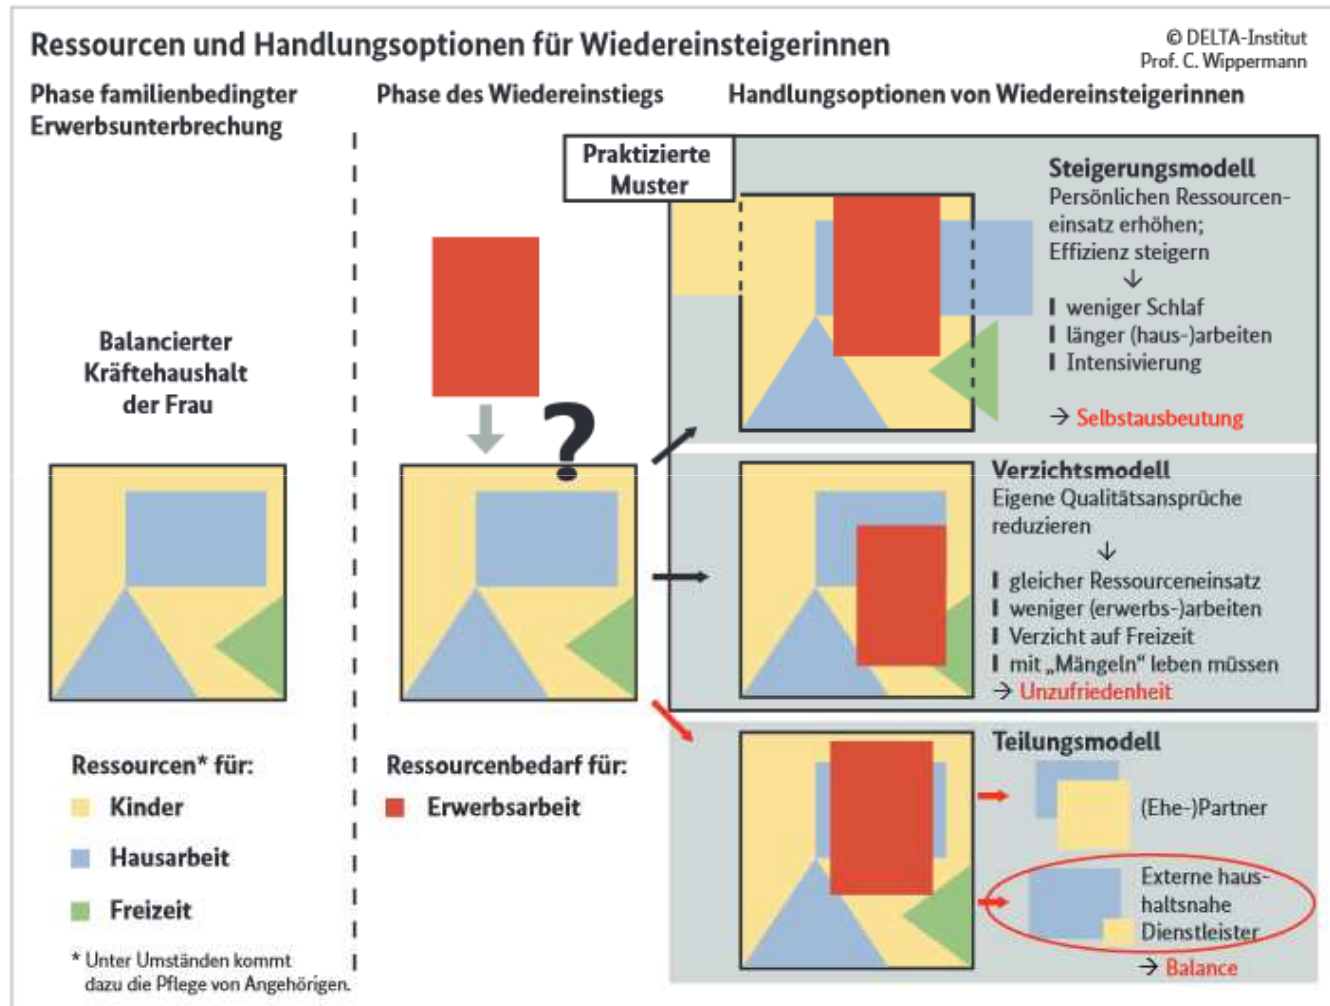 Ressourcen und Handlungsoptionen für Wiedereinsteigerinnen
© DELTA-Institut
Prof. C. Wippermann
Phase familienbedingter
Erwerbsunterbrechung
Phase des Wiedereinstiegs
Handlungsoptionen von Wiedereinsteigerinnen
Balancierter
Kräftehaushalt
der Frau
?
Praktizierte
Muster
Steigerungsmodell
Persönlichen Ressourcen-
einsatz erhöhen;
Effizienz steigern
↓
weniger Schlaf
länger (haus-)arbeiten
Intensivierung
→ Selbstausbeutung
Verzichtsmodell
Eigene Qualitätsansprüche
reduzieren
↓
gleicher Ressourceneinsatz
weniger (erwerbs-)arbeiten
Verzicht auf Freizeit
mit „Mängeln“ leben müssen
→ Unzufriedenheit
Teilungsmodell
(Ehe-)Partner
Externe haus-
haltsnahe
Dienstleister
→ Balance
Ressourcen* für:
Kinder
Hausarbeit
Freizeit
* Unter Umständen kommt
dazu die Pflege von Angehörigen.
Ressourcenbedarf für:
Erwerbsarbeit